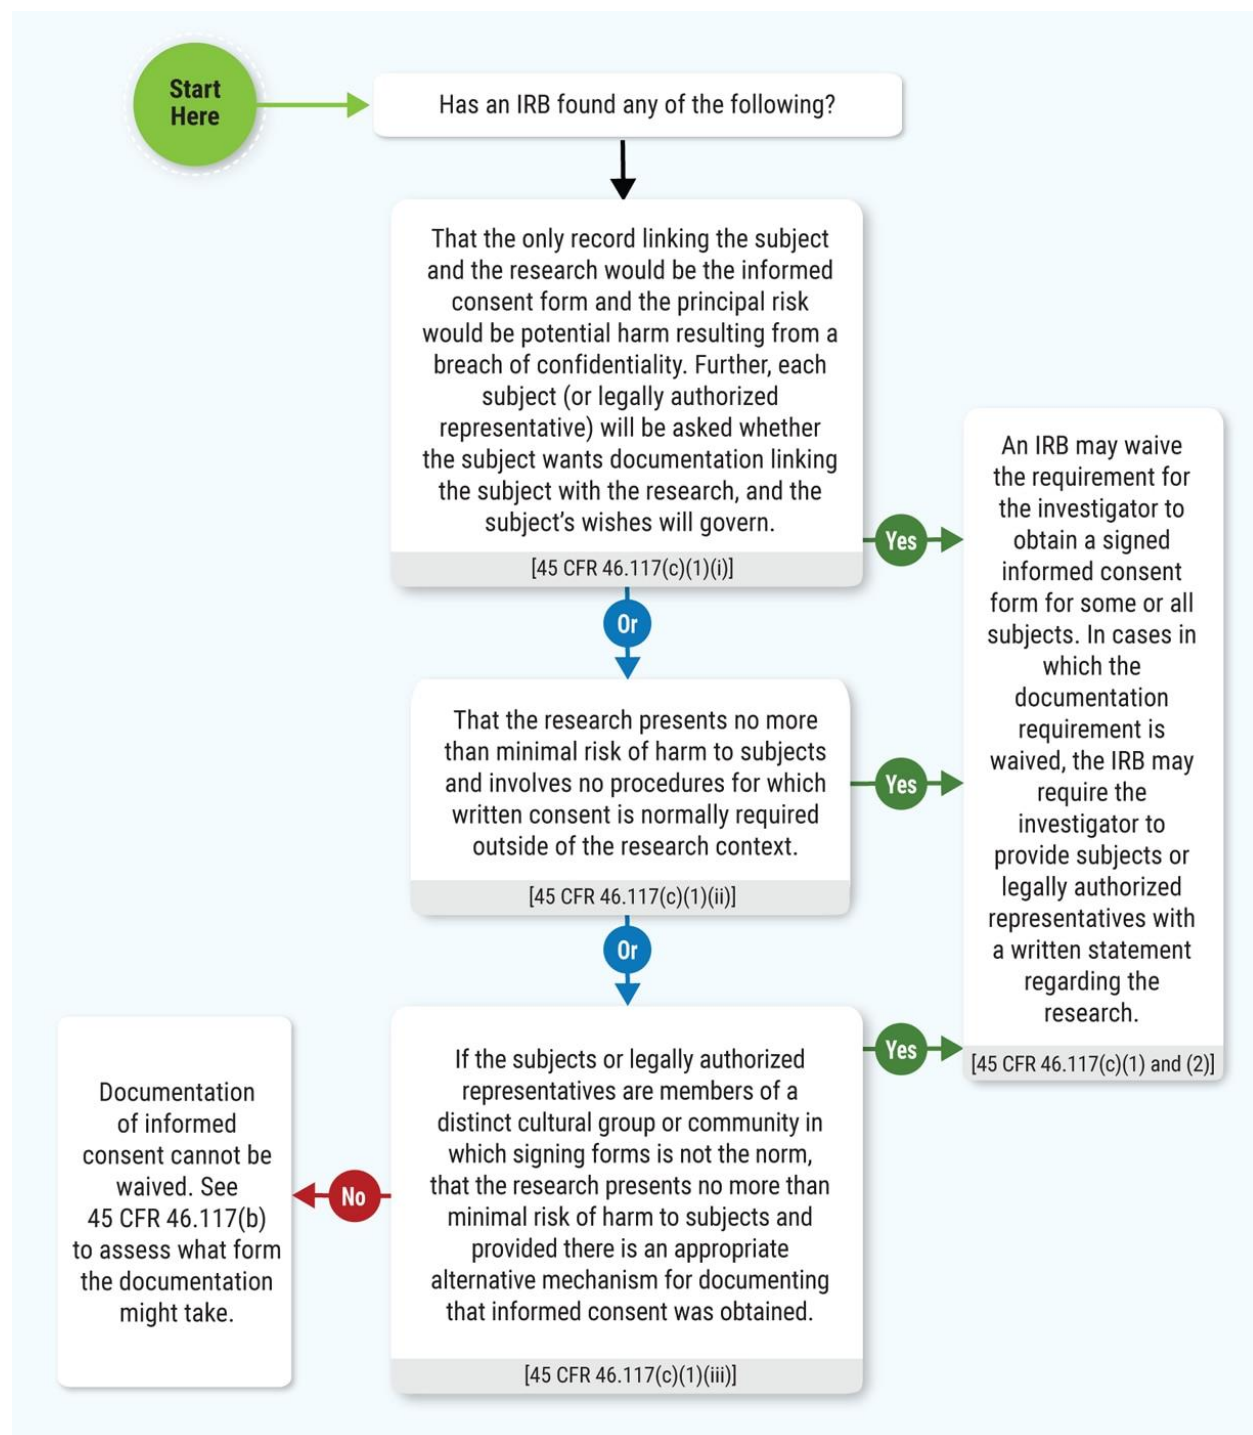 Start
Here
Has an IRB found any of the following?
That the only record linking the subject
and the research would be the informed
consent form and the principal risk
would be potential harm resulting from a
breach of confidentiality. Further, each
subject (or legally authorized
representative) will be asked whether
the subject wants documentation linking
the subject with the research, and the
subject's wishes will govern.
[45 CFR 46.117(c)(1)(i)]
Yes
Or
That the research presents no more
than minimal risk of harm to subjects
and involves no procedures for which
written consent is normally required
outside of the research context.
[45 CFR 46.117(c)(1)(ii)]
Yes
Or
If the subjects or legally authorized
representatives are members of a
distinct cultural group or community in
which signing forms is not the norm,
that the research presents no more than
minimal risk of harm to subjects and
provided there is an appropriate
alternative mechanism for documenting
that informed consent was obtained.
[45 CFR 46.117(c)(1)(iii)]
Yes
An IRB may waive
the requirement for
the investigator to
obtain a signed
informed consent
form for some or all
subjects. In cases in
which the
documentation
requirement is
waived, the IRB may
require the
investigator to
provide subjects or
legally authorized
representatives with
a written statement
regarding the
research.
[45 CFR 46.117(c)(1) and (2)]
No
Documentation
of informed
consent cannot be
waived. See
45 CFR 46.117(b)
to assess what form
the documentation
might take.